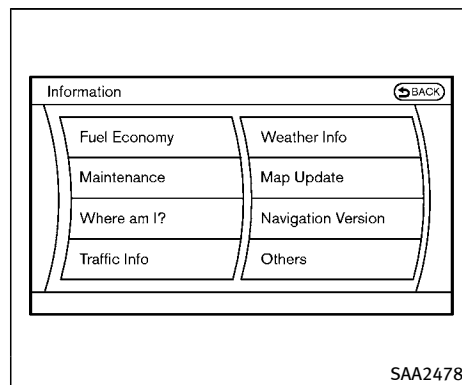 Information
BACK
Fuel Economy
Weather Info
Maintenance
Map Update
Where am I?
Navigation Version
Traffic Info
Others
SAA2478